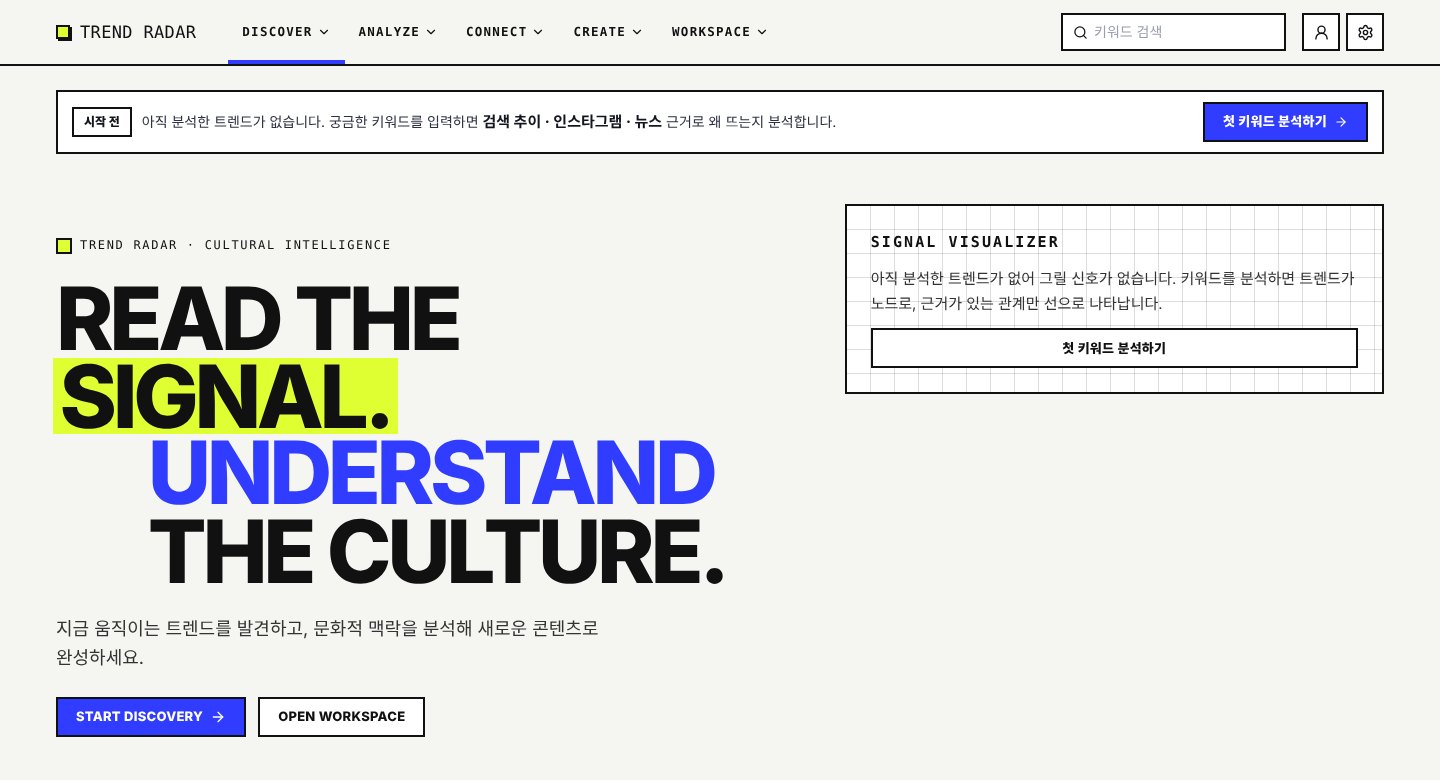 TREND RADAR
DISCOVER
ANALYZE
CONNECT
CREATE
WORKSPACE
키워드 검색
시작 전
아직 분석한 트렌드가 없습니다. 궁금한 키워드를 입력하면 검색 추이 · 인스타그램 · 뉴스 근거로 왜 뜨는지 분석합니다.
첫 키워드 분석하기
TREND RADAR · CULTURAL INTELLIGENCE
READ THE
SIGNAL.
UNDERSTAND
THE CULTURE.
지금 움직이는 트렌드를 발견하고, 문화적 맥락을 분석해 새로운 콘텐츠로
완성하세요.
START DISCOVERY
OPEN WORKSPACE
SIGNAL VISUALIZER
아직 분석한 트렌드가 없어 그릴 신호가 없습니다. 키워드를 분석하면 트렌드가
노드로, 근거가 있는 관계만 선으로 나타납니다.
첫 키워드 분석하기